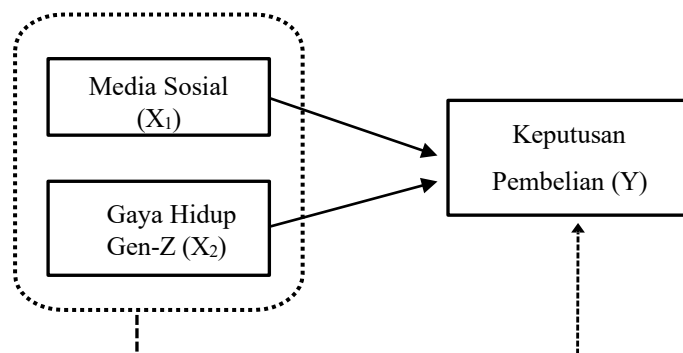 Media Sosial
(X₁)
Gaya Hidup
Gen-Z (X₂)
Keputusan
Pembelian (Y)